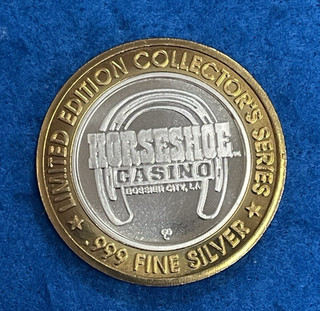 LIMITED EDITION COLLECTOR'S SERIES
HORSESHOE
CASINO
BOSSIER CITY, LA
.999 FINE SILVER